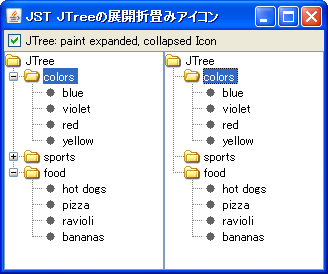 JST JTreeの展開折畳みアイコン
JTree: paint expanded, collapsed Icon
JTree
colors
blue
violet
red
yellow
sports
food
hot dogs
pizza
ravioli
bananas
JTree
colors
blue
violet
red
yellow
sports
food
hot dogs
pizza
ravioli
bananas